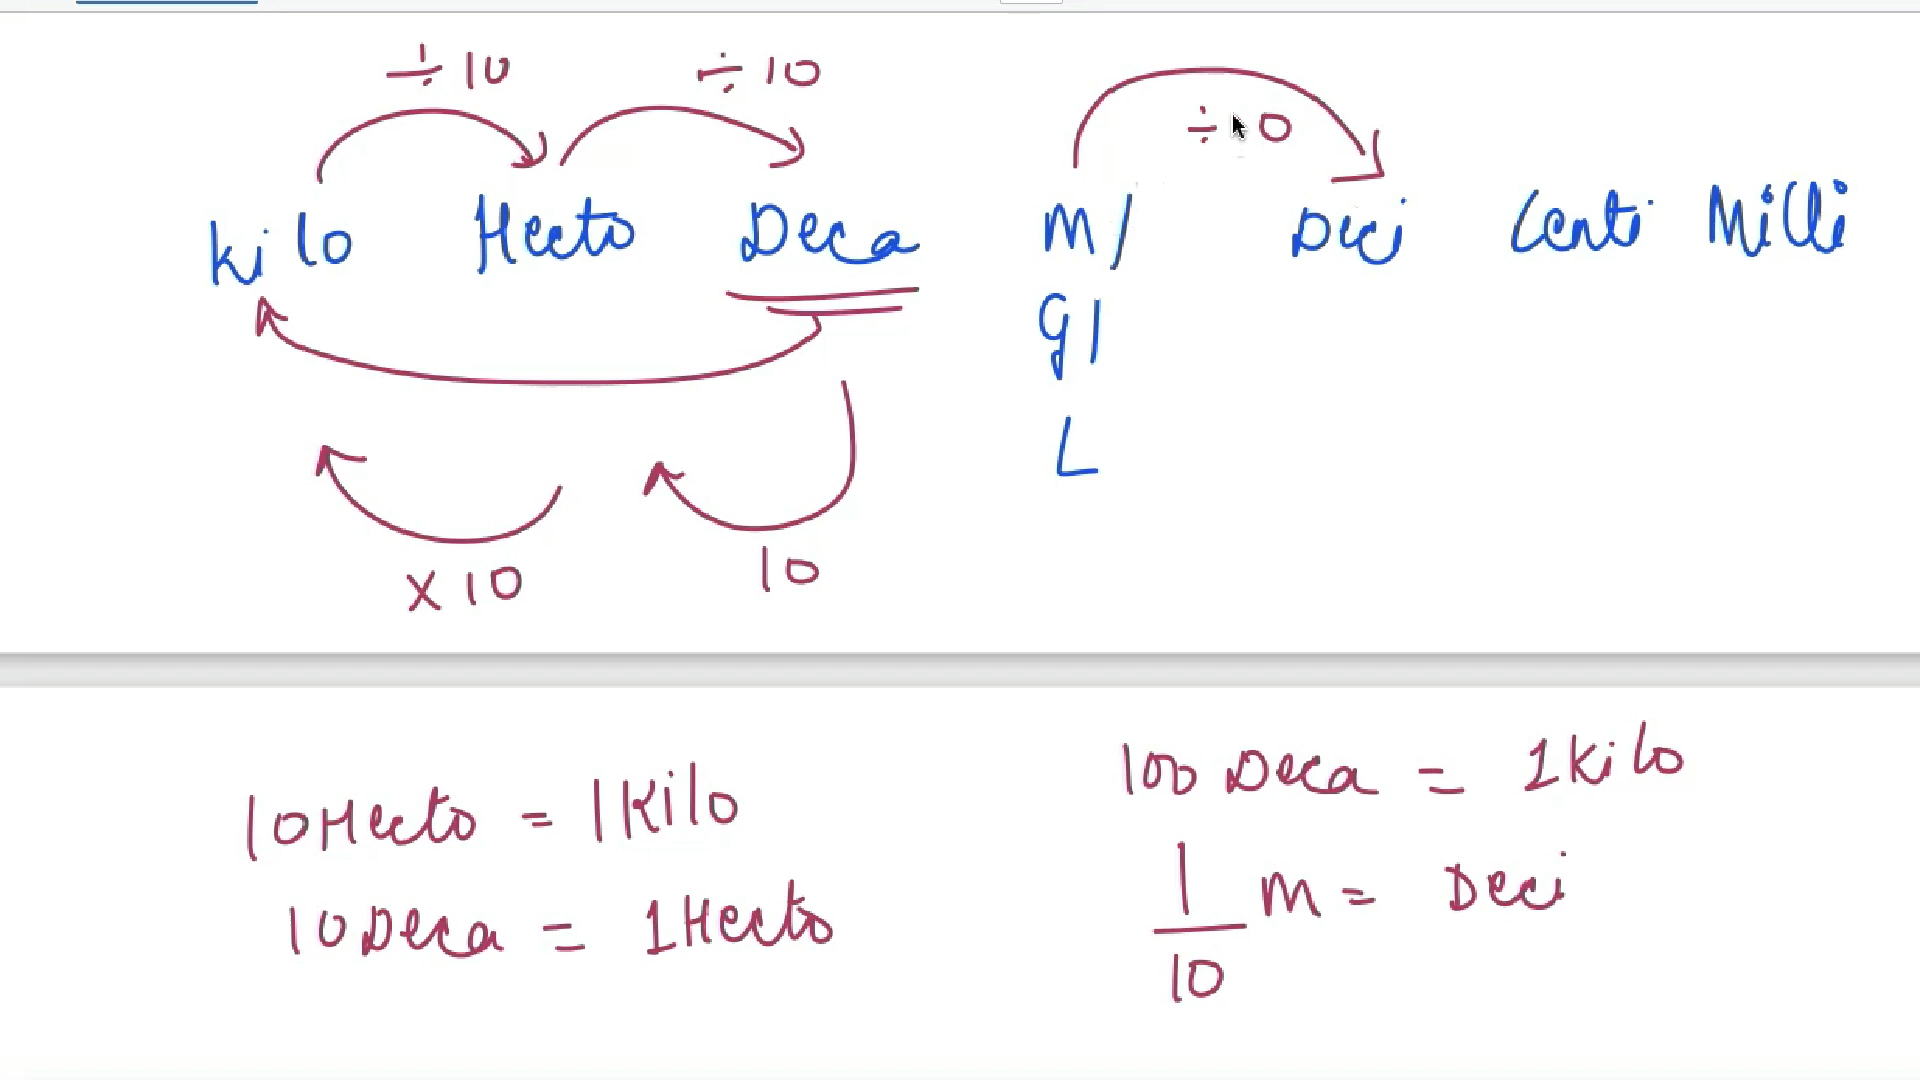 ÷ 10 ÷ 10
÷ 0
Kilo Hecto Deca M/ Deci Centi Milli
G/
L
x 10 10
10 Hecto = 1 Kilo
10 Deca = 1 Hecto
100 Deca = 1 Kilo
1/10 M = Deci